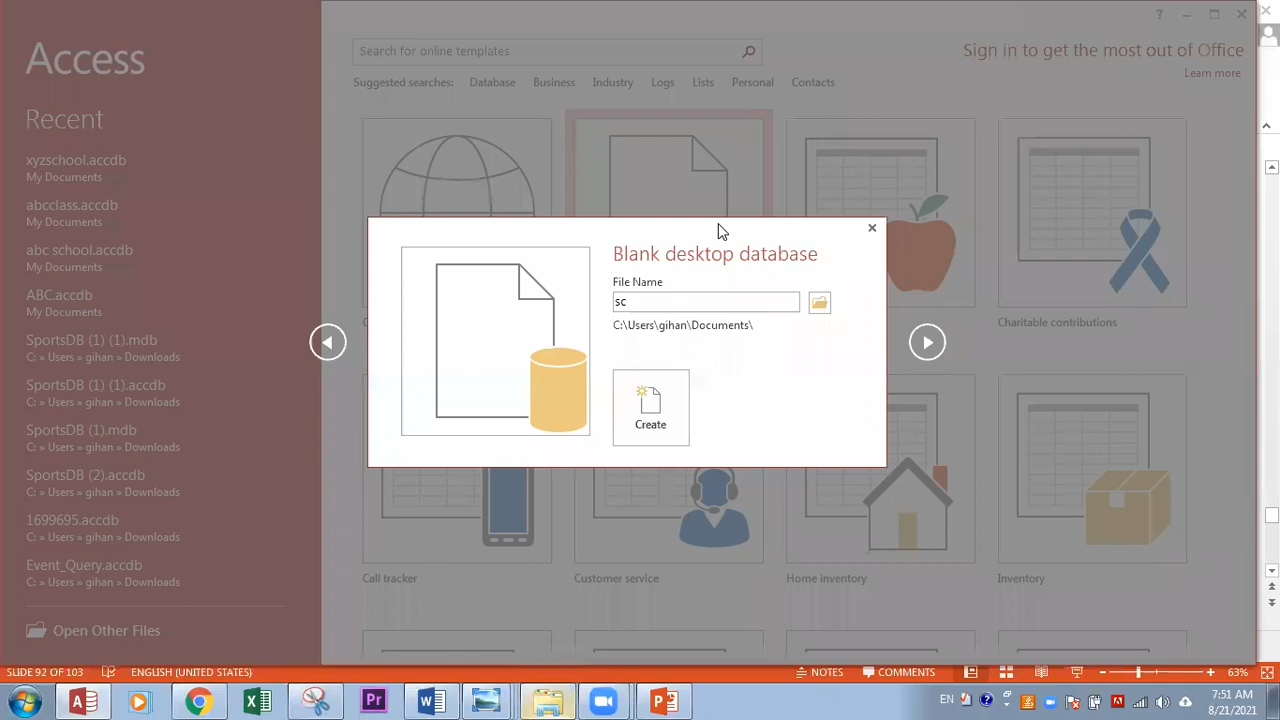 Access
Recent
xyzschool.accdb
My Documents
abcclass.accdb
My Documents
abc school.accdb
My Documents
ABC.accdb
My Documents
SportsDB (1) (1).mdb
C: » Users » gihan » Downloads
SportsDB (1) (1).accdb
C: » Users » gihan » Downloads
SportsDB (1).mdb
C: » Users » gihan » Downloads
SportsDB (2).accdb
C: » Users » gihan » Downloads
1699695.accdb
C: » Users » gihan » Downloads
Event_Query.accdb
C: » Users » gihan » Downloads
Open Other Files
Search for online templates
Sign in to get the most out of Office
Learn more
Suggested searches: Database Business Industry Logs Lists Personal Contacts
Blank desktop database
File Name
sc
C:\Users\gihan\Documents\
Create
Charitable contributions
Call tracker
Customer service
Home inventory
Inventory
SLIDE 92 OF 103 ENGLISH (UNITED STATES) NOTES COMMENTS 63%
EN
7:51 AM
8/21/2021